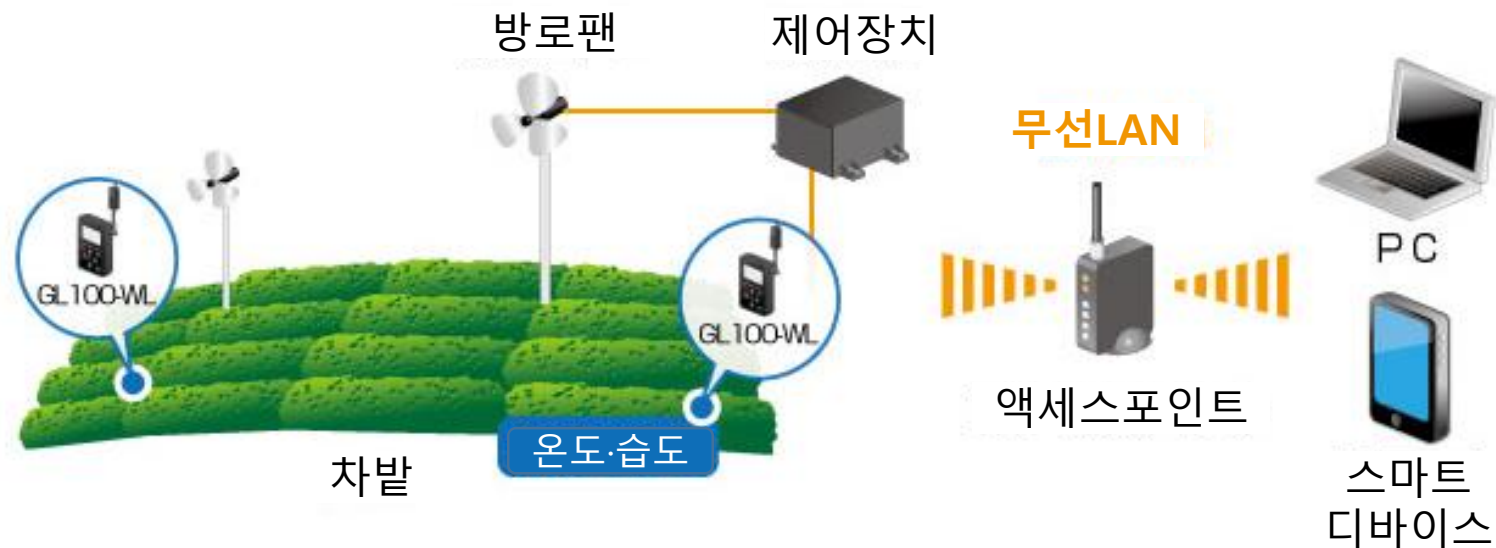 방로팬
제어장치
무선LAN
GL100-WL
GL100-WL
PC
액세스포인트
온도·습도
차밭
스마트
디바이스